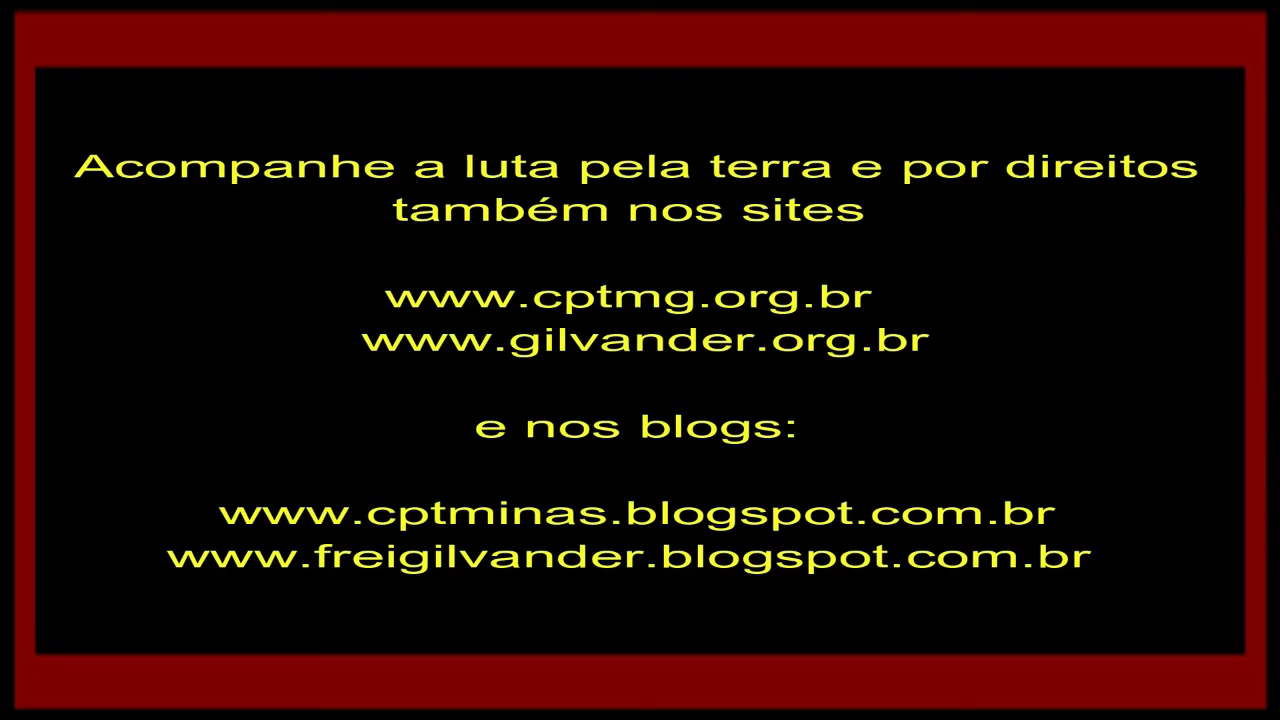 Acompanhe a luta pela terra e por direitos
também nos sites
www.cptmg.org.br
www.gilvander.org.br
e nos blogs:
www.cptminas.blogspot.com.br
www.freigilvander.blogspot.com.br